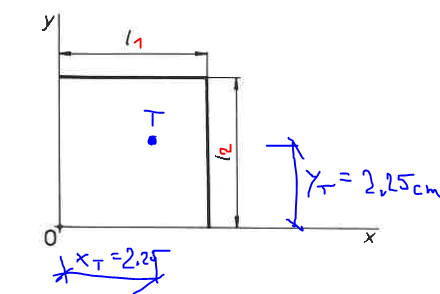 y
l1
T
l2
yT = 2.25cm
0
x
xT = 2.25